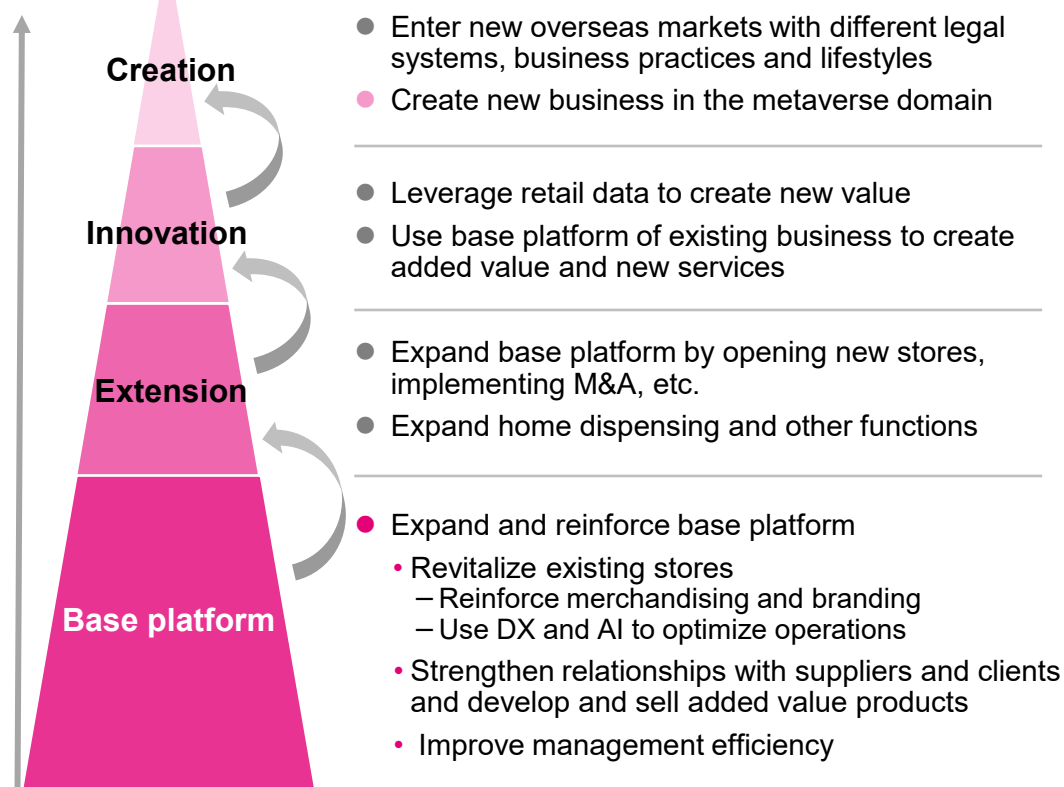 Creation
● Enter new overseas markets with different legal
systems, business practices and lifestyles
● Create new business in the metaverse domain
Innovation
● Leverage retail data to create new value
● Use base platform of existing business to create
added value and new services
Extension
● Expand base platform by opening new stores,
implementing M&A, etc.
● Expand home dispensing and other functions
Base platform
● Expand and reinforce base platform
• Revitalize existing stores
– Reinforce merchandising and branding
– Use DX and AI to optimize operations
• Strengthen relationships with suppliers and clients
and develop and sell added value products
• Improve management efficiency